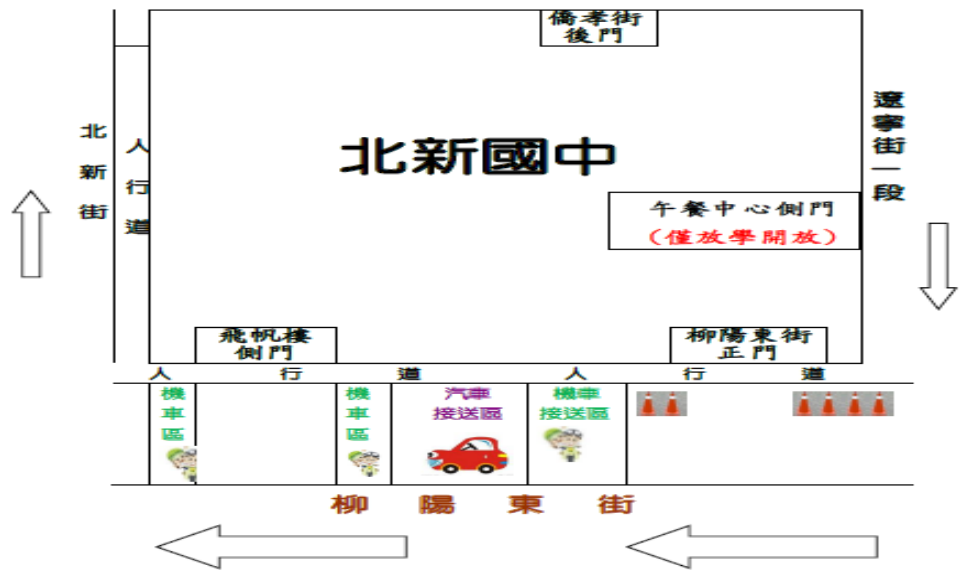 僑孝街
後門
遼寧街一段
北新街
人行道
北新國中
午餐中心側門
(僅放學開放)
飛帆樓
側門
柳陽東街
正門
人行道人行道
機車區
機車區
汽車
接送區
機車
接送區
柳陽東街